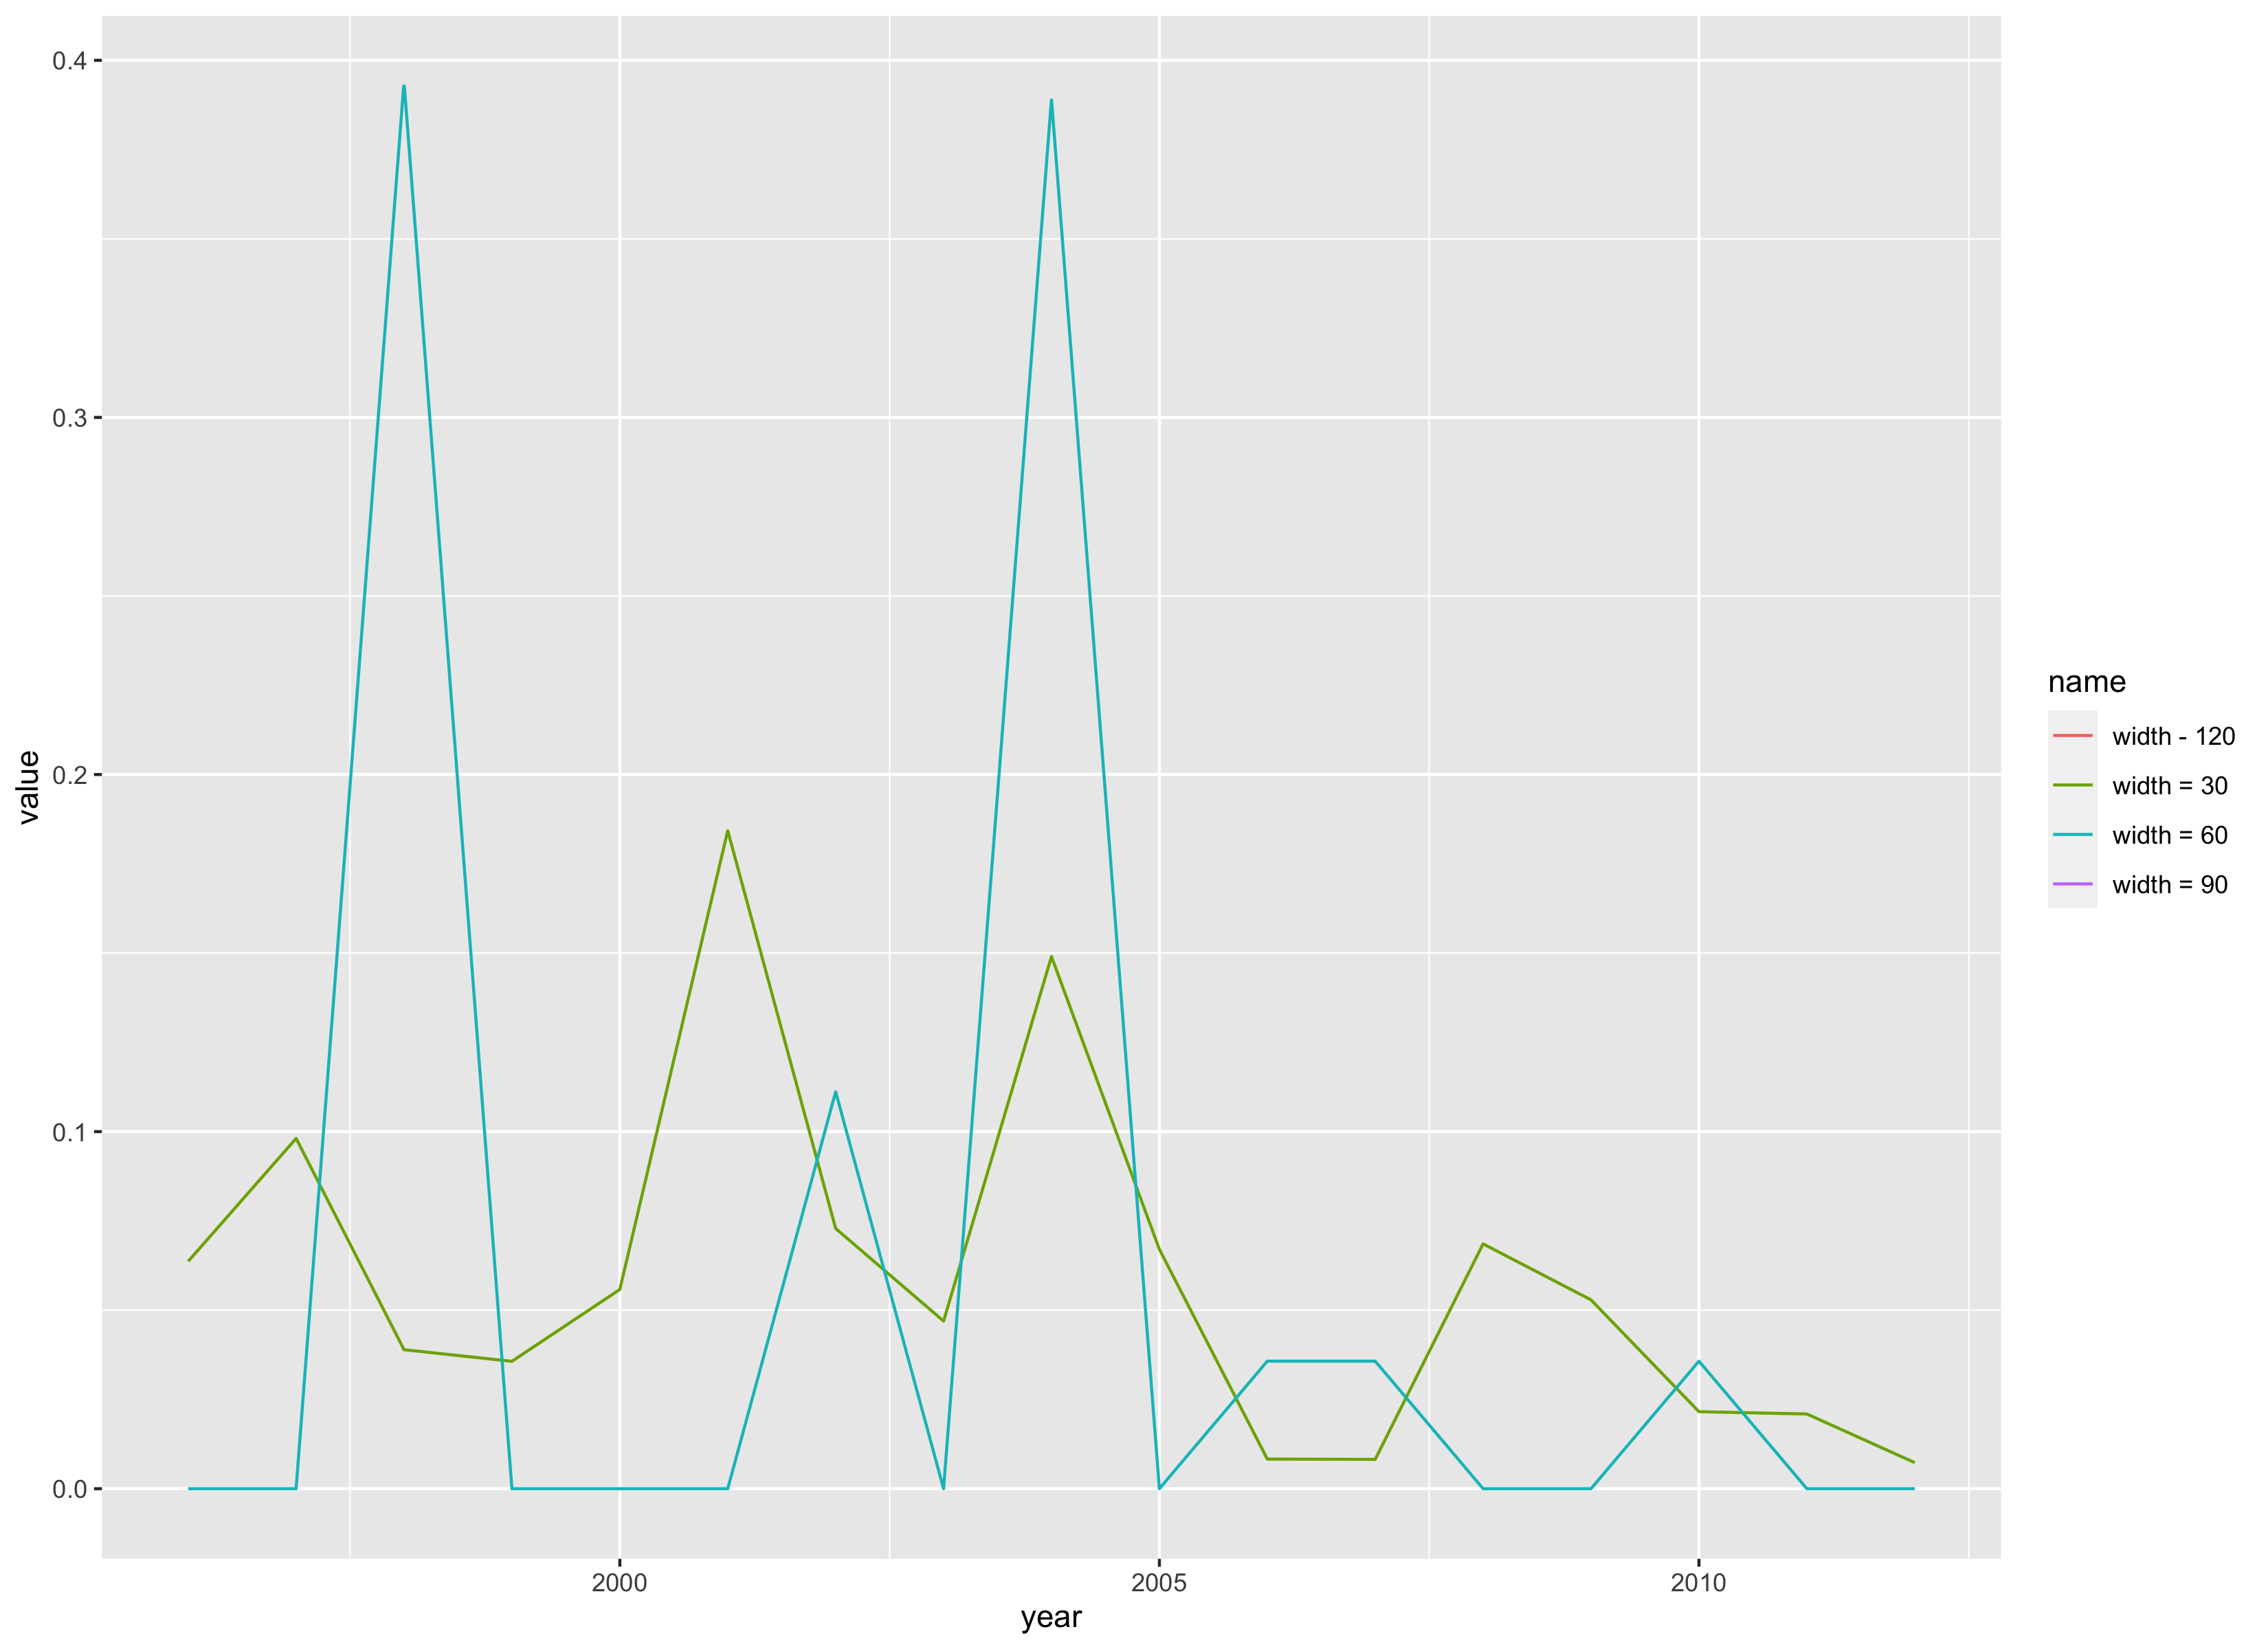 0.4
0.3
0.2
0.1
0.0
value
2000
2005
2010
year
name
width - 120
width = 30
width = 60
width = 90